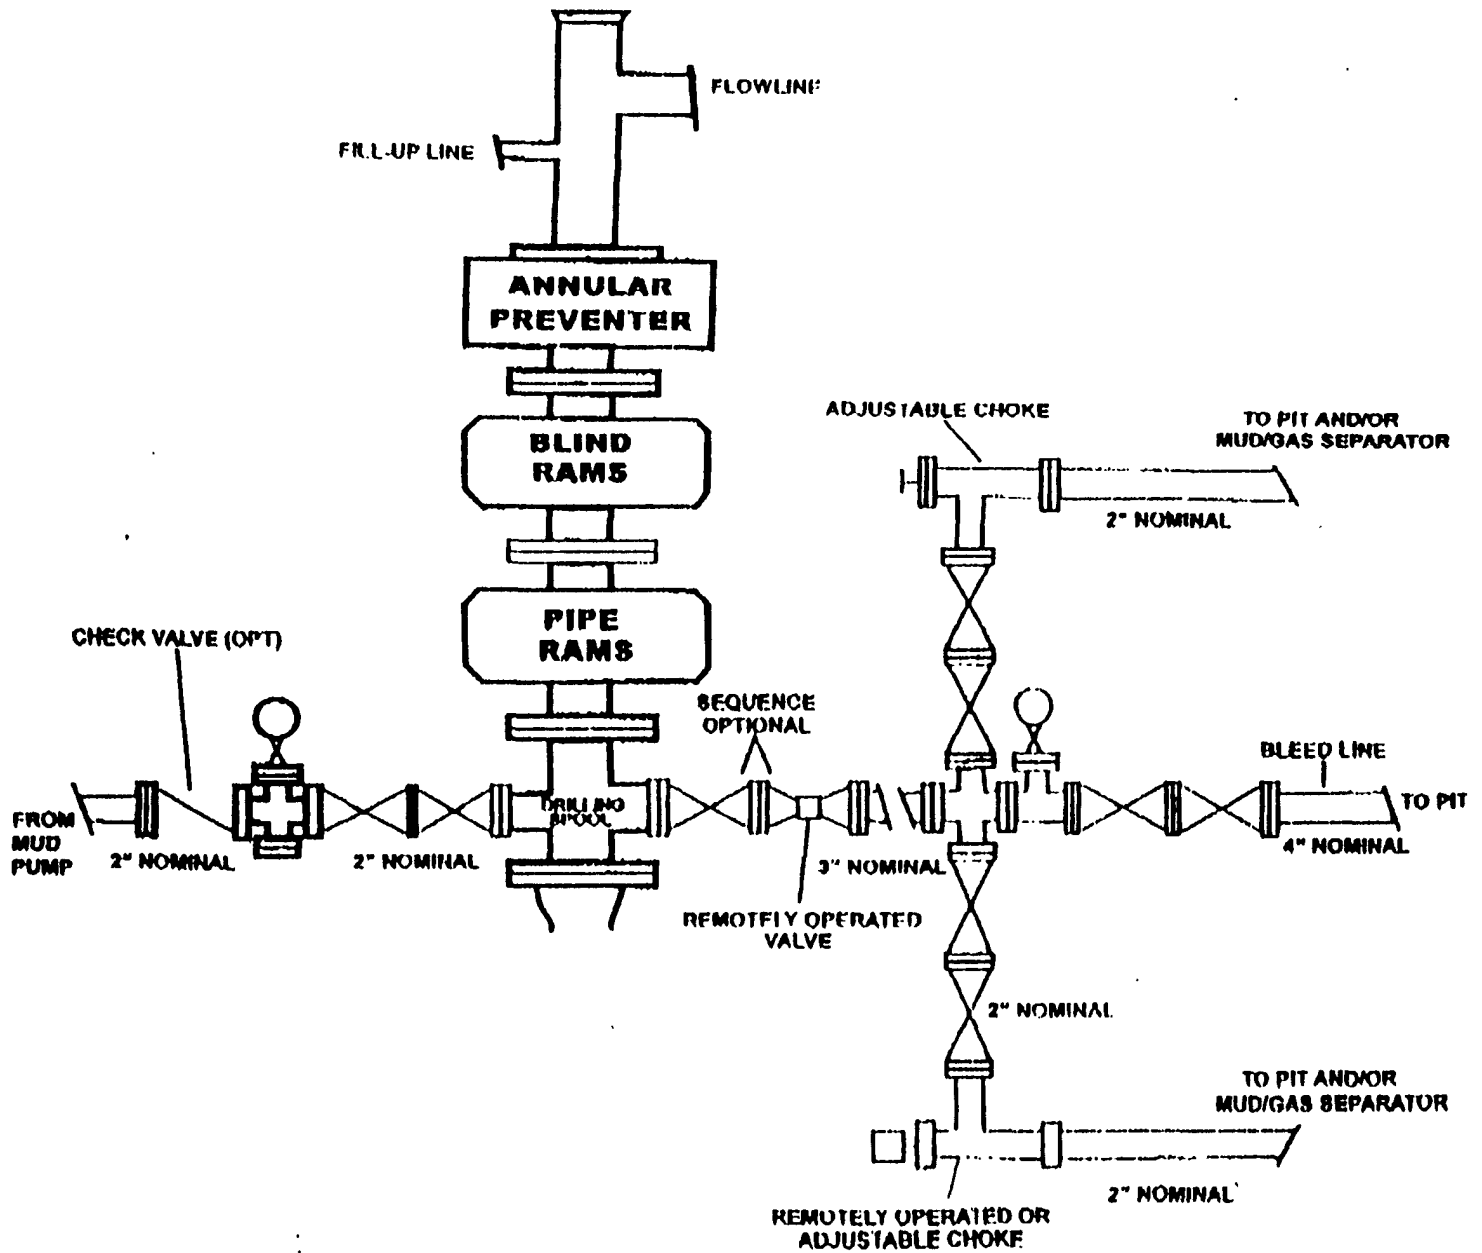 FLOWLINE
FILL-UP LINE
ANNULAR
PREVENTER
BLIND
RAMS
PIPE
RAMS
ADJUSTABLE CHOKE
TO PIT AND/OR
MUD/GAS SEPARATOR
2" NOMINAL
CHECK VALVE (OPT)
SEQUENCE
OPTIONAL
BLEED LINE
TO PIT
4" NOMINAL
FROM
MUD
PUMP
2" NOMINAL
2" NOMINAL
DRILLING
SPOOL
3" NOMINAL
REMOTELY OPERATED
VALVE
2" NOMINAL
TO PIT AND/OR
MUD/GAS SEPARATOR
2" NOMINAL
REMOTELY OPERATED OR
ADJUSTABLE CHOKE